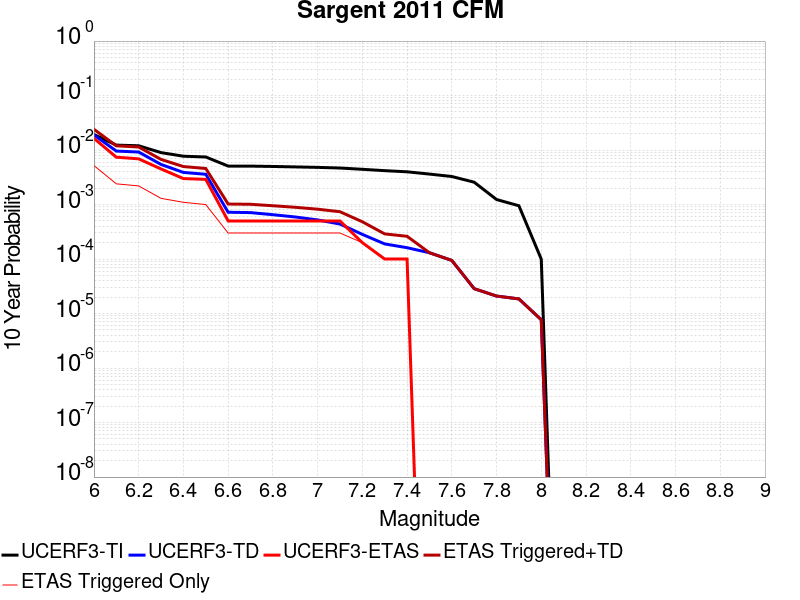 Sargent 2011 CFM
10 0
10 -1
10 -2
10 -3
10 -4
10 -5
10 -6
10 -7
10 -8
10 Year Probability
6 6.2 6.4 6.6 6.8 7 7.2 7.4 7.6 7.8 8 8.2 8.4 8.6 8.8 9
Magnitude
UCERF3-TI UCERF3-TD UCERF3-ETAS ETAS Triggered+TD
ETAS Triggered Only